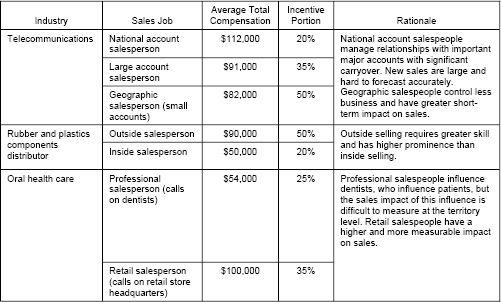 Industry Sales Job Average Total Compensation Incentive Portion Rationale
Telecommunications National account salesperson $112,000 20% National account salespeople
manage relationships with important
major accounts with significant
carryover. New sales are large and
hard to forecast accurately.
Geographic salespeople control less
business and have greater short-
term impact on sales.
Large account salesperson $91,000 35%
Geographic salesperson (small accounts) $82,000 50%
Rubber and plastics components distributor Outside salesperson $90,000 50% Outside selling requires greater skill
and has higher prominence than
inside selling.
Inside salesperson $50,000 20%
Oral health care Professional salesperson (calls on dentists) $54,000 25% Professional salespeople influence
dentists, who influence patients, but
the sales impact of this influence is
difficult to measure at the territory
level. Retail salespeople have a
higher and more measurable impact
on sales.
Retail salesperson (calls on retail store headquarters) $100,000 35%